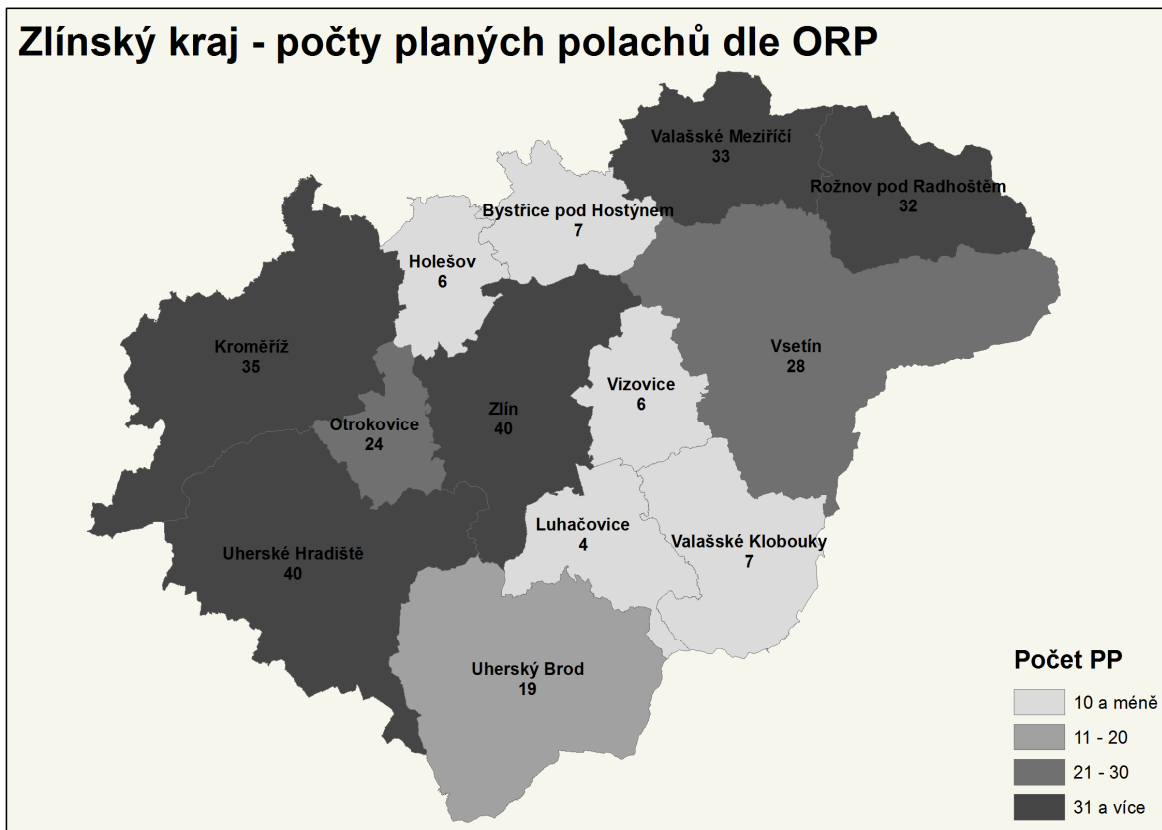 Zlínský kraj - počty planých polachů dle ORP
Valašské Meziříčí
33
Rožnov pod Radhoštěm
32
Bystřice pod Hostýnem
7
Holešov
6
Kroměříž
35
Vsetín
28
Vizovice
6
Zlín
40
Otrokovice
24
Luhačovice
4
Valašské Klobouky
7
Uherské Hradiště
40
Uherský Brod
19
Počet PP
10 a méně
11 - 20
21 - 30
31 a více